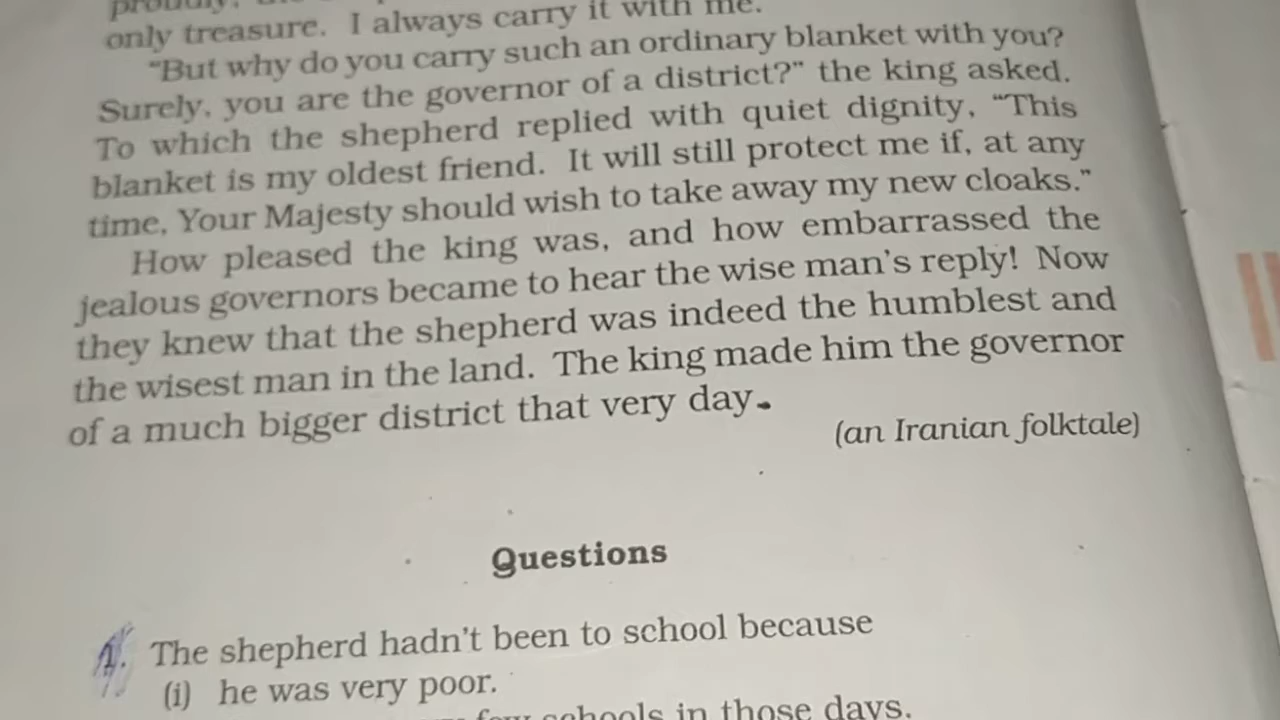 only treasure. I always carry it with me.
"But why do you carry such an ordinary blanket with you?
Surely, you are the governor of a district?" the king asked.
To which the shepherd replied with quiet dignity, "This
blanket is my oldest friend. It will still protect me if, at any
time, Your Majesty should wish to take away my new cloaks."
How pleased the king was, and how embarrassed the
jealous governors became to hear the wise man's reply! Now
they knew that the shepherd was indeed the humblest and
the wisest man in the land. The king made him the governor
of a much bigger district that very day.
(an Iranian folktale)
Questions
1. The shepherd hadn't been to school because
(i) he was very poor.
few schools in those days.